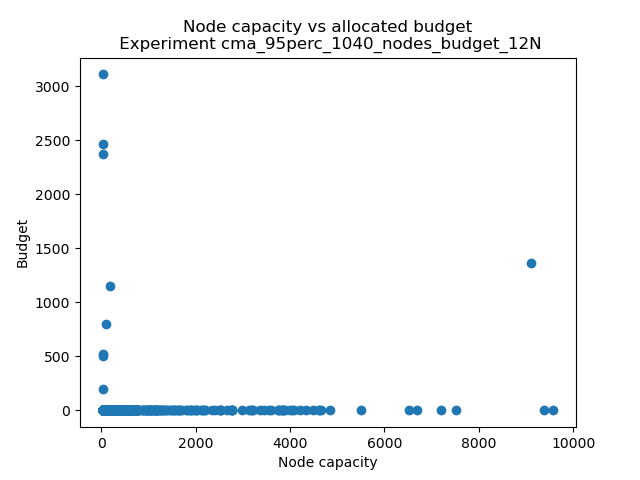 Node capacity vs allocated budget
Experiment cma_95perc_1040_nodes_budget_12N
3000
2500
2000
1500
1000
500
0
Budget
0 2000 4000 6000 8000 10000
Node capacity